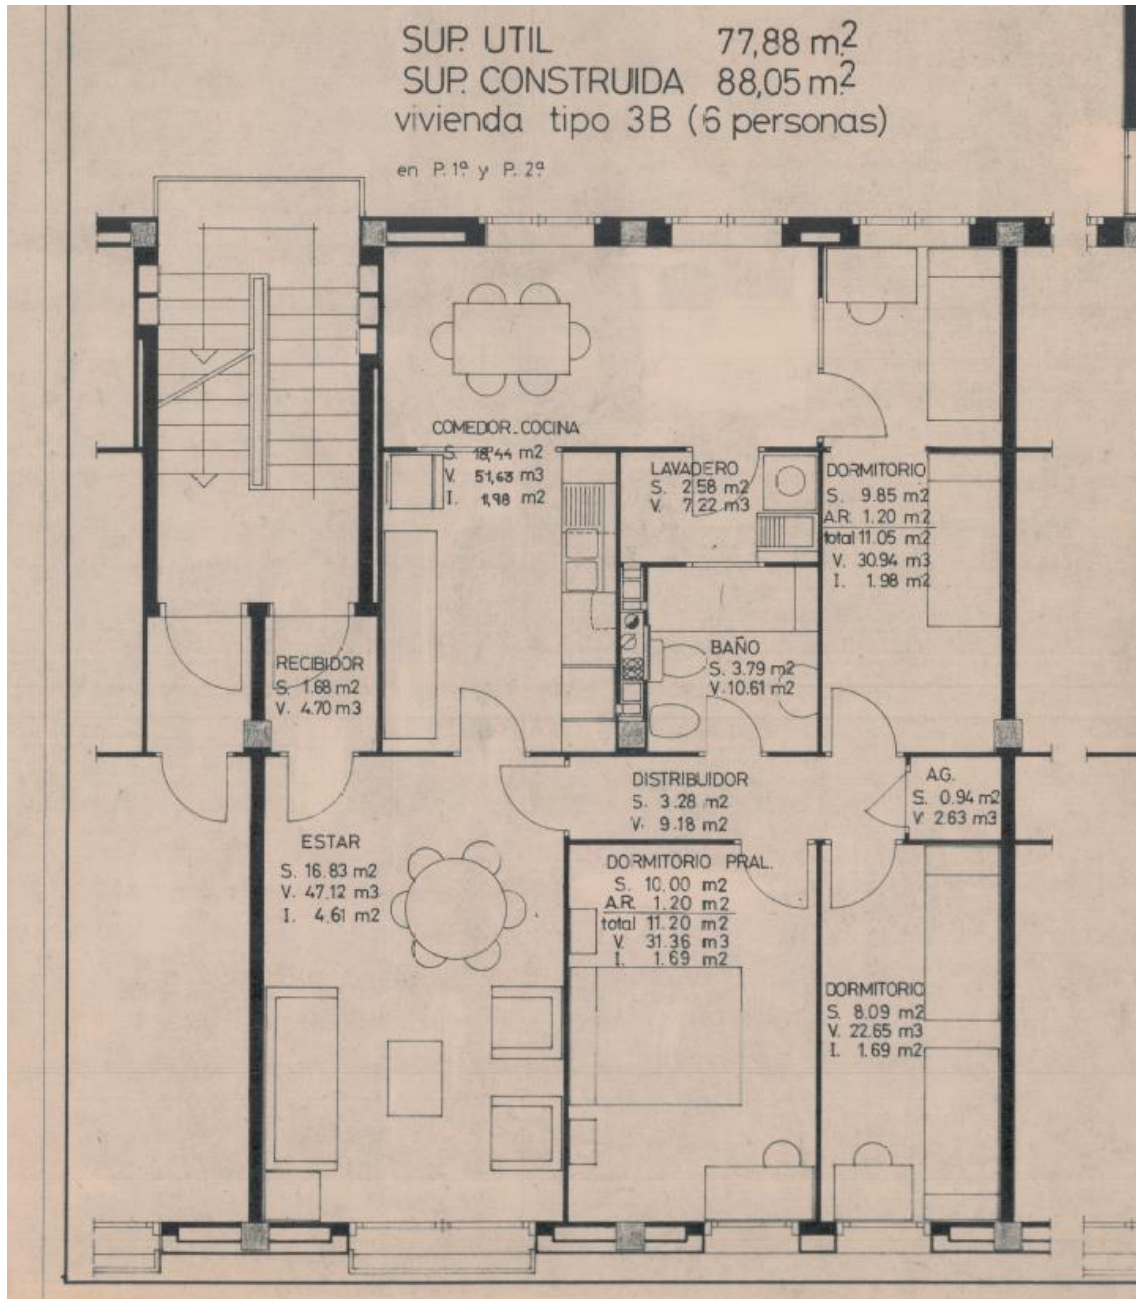 SUP. UTIL 77,88 m2
SUP. CONSTRUIDA 88,05 m2
vivienda tipo 3B (6 personas)
en P. 1ª y P. 2ª
COMEDOR_COCINA
S. 18,44 m2
V. 51,63 m3
I. 1,98 m2
LAVADERO
S. 2.58 m2
V. 7.22 m3
DORMITORIO
S. 9.85 m2
A.R. 1.20 m2
total 11.05 m2
V. 30.94 m3
I. 1.98 m2
RECIBIDOR
S. 1.68 m2
V. 4.70 m3
BAÑO
S. 3.79 m2
V. 10.61 m2
DISTRIBUIDOR
S. 3.28 m2
V. 9.18 m2
A.G.
S. 0.94 m2
V. 2.63 m3
ESTAR
S. 16.83 m2
V. 47.12 m3
I. 4.61 m2
DORMITORIO PRAL.
S. 10.00 m2
A.R. 1.20 m2
total 11.20 m2
V. 31.36 m3
I. 1.69 m2
DORMITORIO
S. 8.09 m2
V. 22.65 m3
I. 1.69 m2